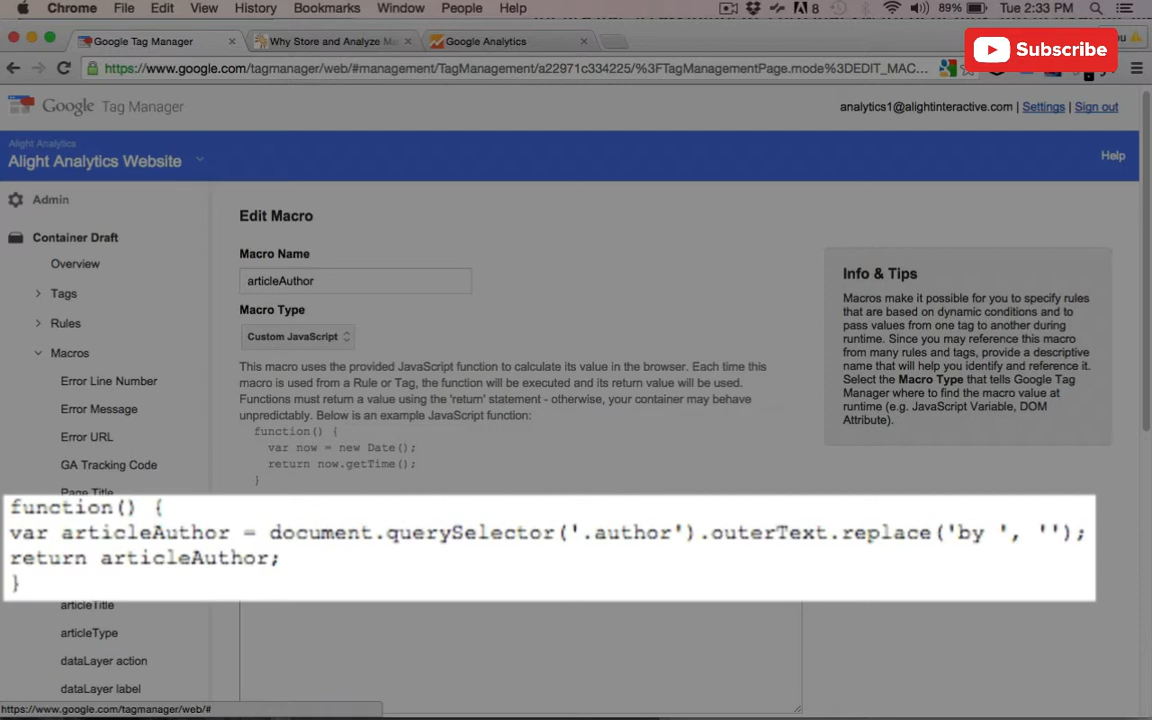 Chrome File Edit View History Bookmarks Window People Help 8 89% Tue 2:33 PM
Google Tag Manager Why Store and Analyze Ma Google Analytics
Subscribe
https://www.google.com/tagmanager/web/#management/TagManagement/a22971c334225/%3FTagManagementPage.mode%3DEDIT_MAC...
Google Tag Manager
analytics1@alightinteractive.com | Settings | Sign out
Alight Analytics
Alight Analytics Website
Help
Admin
Container Draft
Overview
Tags
Rules
Macros
Error Line Number
Error Message
Error URL
GA Tracking Code
Page Title
Edit Macro
Macro Name
articleAuthor
Macro Type
Custom JavaScript
This macro uses the provided JavaScript function to calculate its value in the browser. Each time this
macro is used from a Rule or Tag, the function will be executed and its return value will be used.
Functions must return a value using the 'return' statement - otherwise, your container may behave
unpredictably. Below is an example JavaScript function:
function() {
var now = new Date();
return now.getTime();
}
Info & Tips
Macros make it possible for you to specify rules
that are based on dynamic conditions and to
pass values from one tag to another during
runtime. Since you may reference this macro
from many rules and tags, provide a descriptive
name that will help you identify and reference it.
Select the Macro Type that tells Google Tag
Manager where to find the macro value at
runtime (e.g. JavaScript Variable, DOM
Attribute).
function() {
var articleAuthor = document.querySelector('.author').outerText.replace('by ', '');
return articleAuthor;
}
articleTitle
articleType
dataLayer action
dataLayer label
https://www.google.com/tagmanager/web/#